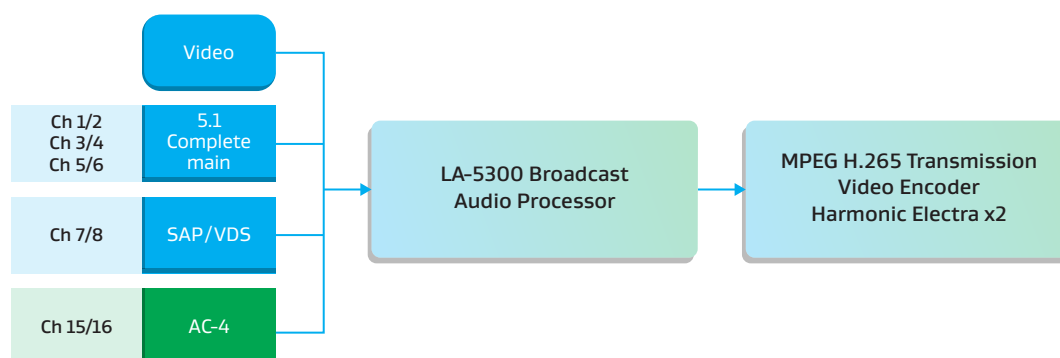 Video
Ch 1/2
Ch 3/4
Ch 5/6
5.1
Complete
main
Ch 7/8
SAP/VDS
Ch 15/16
AC-4
LA-5300 Broadcast
Audio Processor
MPEG H.265 Transmission
Video Encoder
Harmonic Electra x2